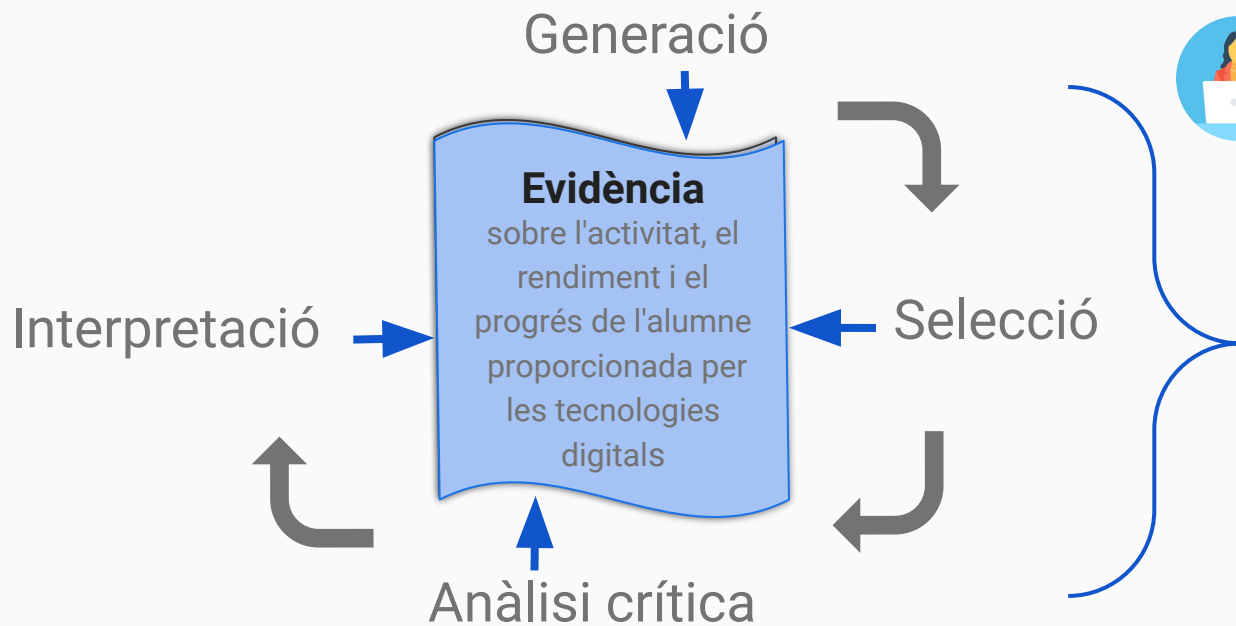 Generació
Evidència
sobre l'activitat, el
rendiment i el
progrés de l'alumne
proporcionada per
les tecnologies
digitals
Interpretació
Selecció
Anàlisi crítica